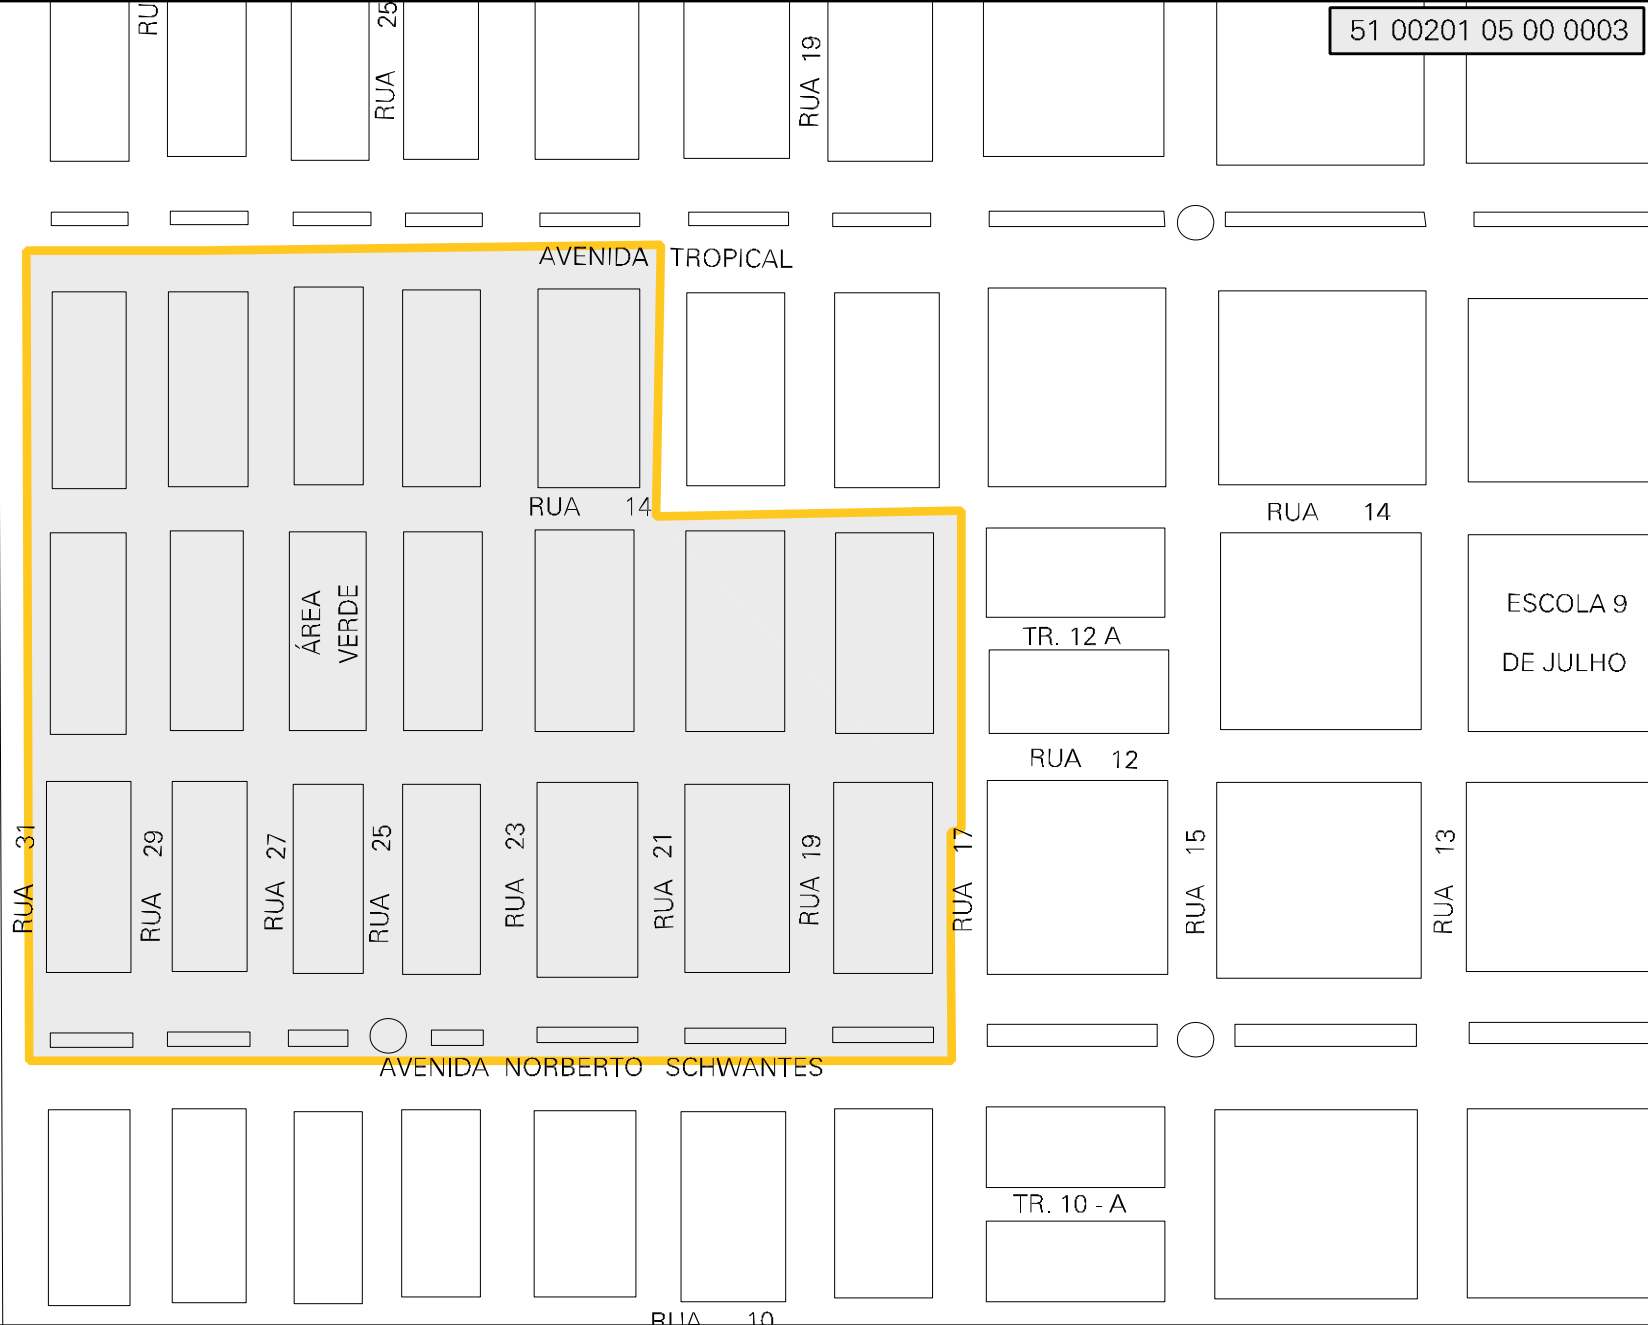 RU
RUA 25
RUA 19
51 00201 05 00 0003
AVENIDA TROPICAL
RUA 14
RUA 14
ÁREA
VERDE
TR. 12 A
ESCOLA 9
DE JULHO
RUA 12
RUA 31
RUA 29
RUA 27
RUA 25
RUA 23
RUA 21
RUA 19
RUA 17
RUA 15
RUA 13
AVENIDA NORBERTO SCHWANTES
TR. 10 - A
RUA 10